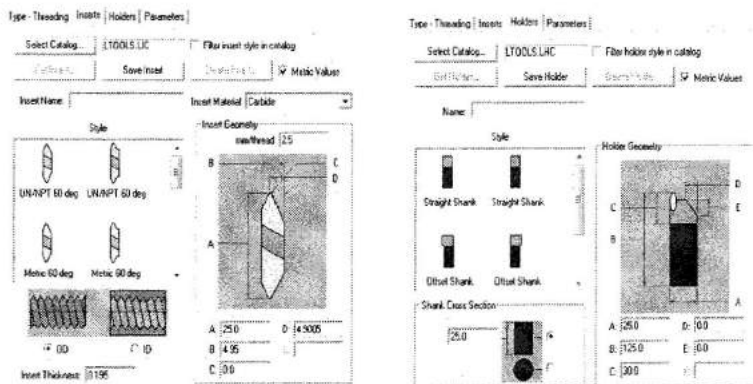 Type - Threading Inserts Holders Parameters
Select Catalog... LTOOLS.LIC Filter insert style in catalog
Save Insert Metric Values
Insert Name: Insert Material Carbide
Style
Insert Geometry
mm/thread 2.5
B C
D
A
UN/NPT 60 deg UN/NPT 60 deg
Metric 60 deg Metric 60 deg
OD ID
Insert Thickness: 0.195
A: 25.0 D: 4.9005
B 4.95
C: 0.0
Type - Threading Inserts Holders Parameters
Select Catalog... LTOOLS.LHC Filter holder style in catalog
Save Holder Metric Values
Name:
Style
Holder Geometry
D
C E
B
A
Straight Shank Straight Shank
Offset Shank Offset Shank
Shank Cross Section
25.0
A: 25.0 D: 0.0
B: 125.0 E: 0.0
C: 30.0